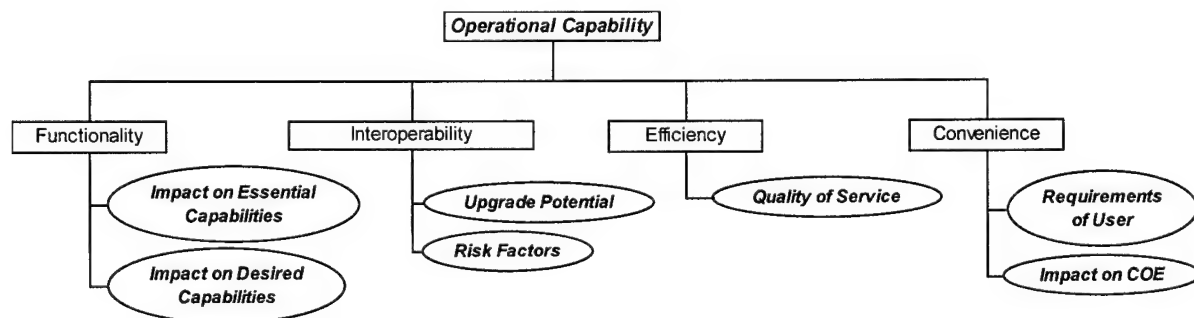 Operational Capability
Functionality
Interoperability
Efficiency
Convenience
Impact on Essential
Capabilities
Impact on Desired
Capabilities
Upgrade Potential
Risk Factors
Quality of Service
Requirements
of User
Impact on COE